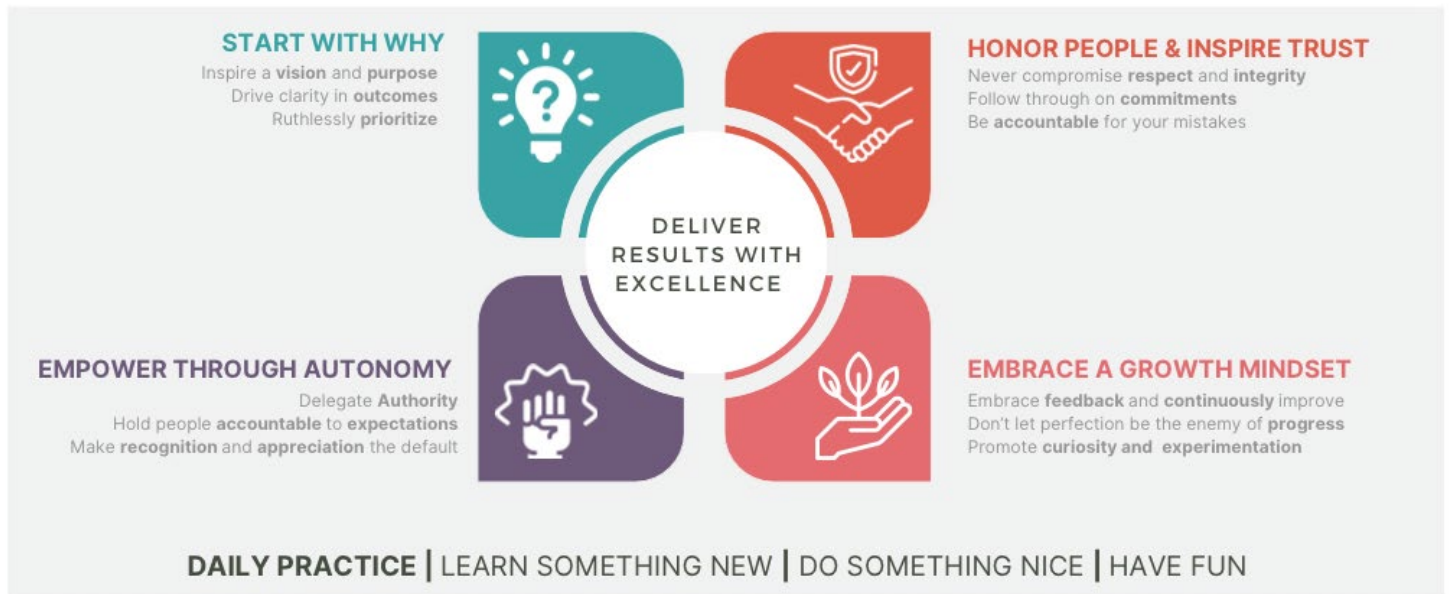 START WITH WHY
Inspire a vision and purpose
Drive clarity in outcomes
Ruthlessly prioritize
HONOR PEOPLE & INSPIRE TRUST
Never compromise respect and integrity
Follow through on commitments
Be accountable for your mistakes
?
DELIVER
RESULTS WITH
EXCELLENCE
EMPOWER THROUGH AUTONOMY
Delegate Authority
Hold people accountable to expectations
Make recognition and appreciation the default
EMBRACE A GROWTH MINDSET
Embrace feedback and continuously improve
Don't let perfection be the enemy of progress
Promote curiosity and experimentation
DAILY PRACTICE | LEARN SOMETHING NEW | DO SOMETHING NICE | HAVE FUN